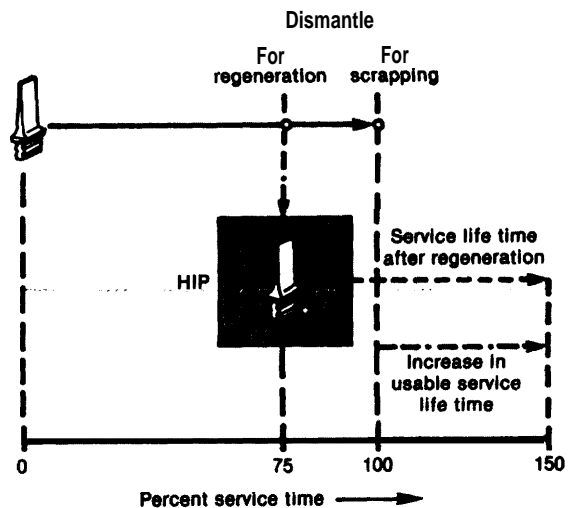 Dismantle
For
regeneration
For
scrapping
Service life time
after regeneration
HIP
Increase in
usable service
life time
0
75
100
150
Percent service time